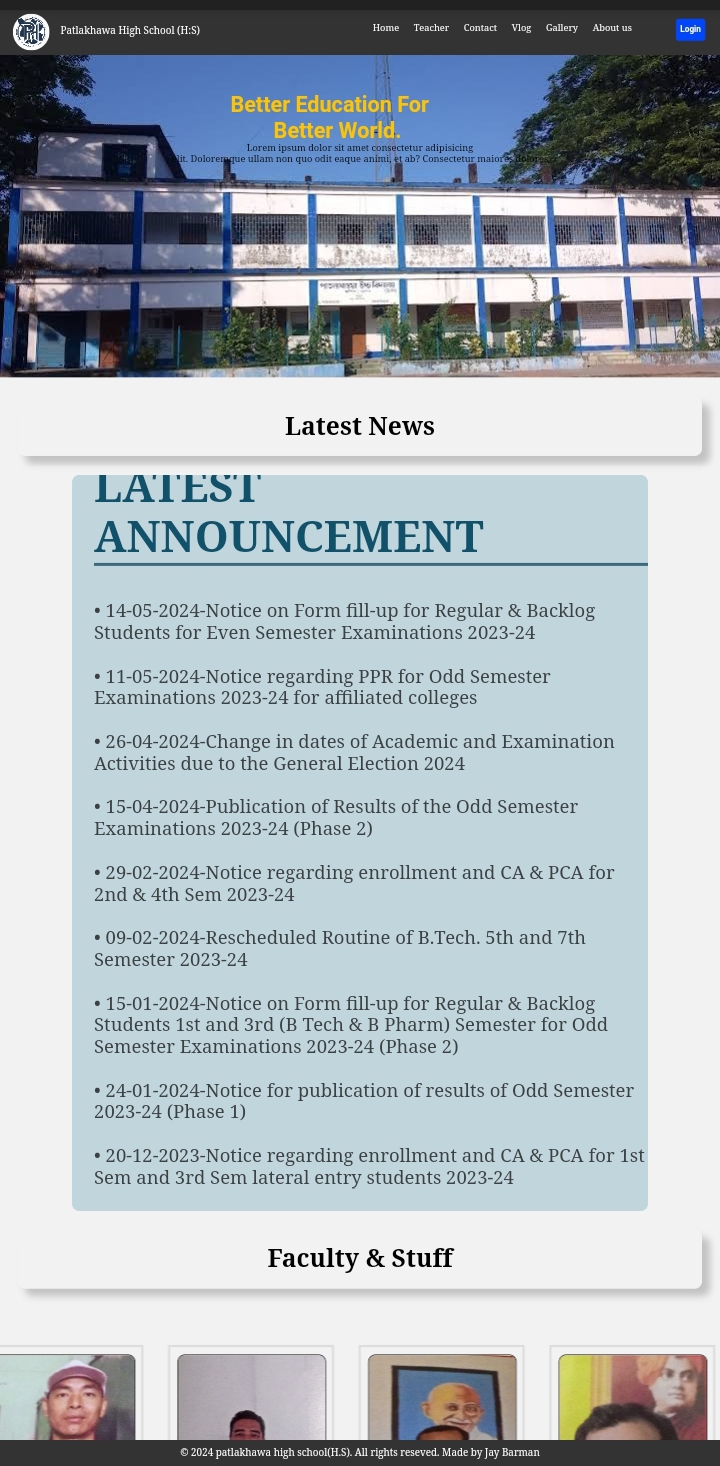 Patlakhawa High School (H:S)
Home Teacher Contact Vlog Gallery About us Login
Better Education For
Better World.
Lorem ipsum dolor sit amet consectetur adipisicing
lit. Doloremque ullam non quo odit eaque animi, et ab? Consectetur maiores dolores
LATEST
Latest News
LATEST
ANNOUNCEMENT
• 14-05-2024-Notice on Form fill-up for Regular & Backlog
Students for Even Semester Examinations 2023-24
• 11-05-2024-Notice regarding PPR for Odd Semester
Examinations 2023-24 for affiliated colleges
• 26-04-2024-Change in dates of Academic and Examination
Activities due to the General Election 2024
• 15-04-2024-Publication of Results of the Odd Semester
Examinations 2023-24 (Phase 2)
• 29-02-2024-Notice regarding enrollment and CA & PCA for
2nd & 4th Sem 2023-24
• 09-02-2024-Rescheduled Routine of B.Tech. 5th and 7th
Semester 2023-24
• 15-01-2024-Notice on Form fill-up for Regular & Backlog
Students 1st and 3rd (B Tech & B Pharm) Semester for Odd
Semester Examinations 2023-24 (Phase 2)
• 24-01-2024-Notice for publication of results of Odd Semester
2023-24 (Phase 1)
• 20-12-2023-Notice regarding enrollment and CA & PCA for 1st
Sem and 3rd Sem lateral entry students 2023-24
Faculty & Stuff
© 2024 patlakhawa high school(H.S). All rights reseved. Made by Jay Barman